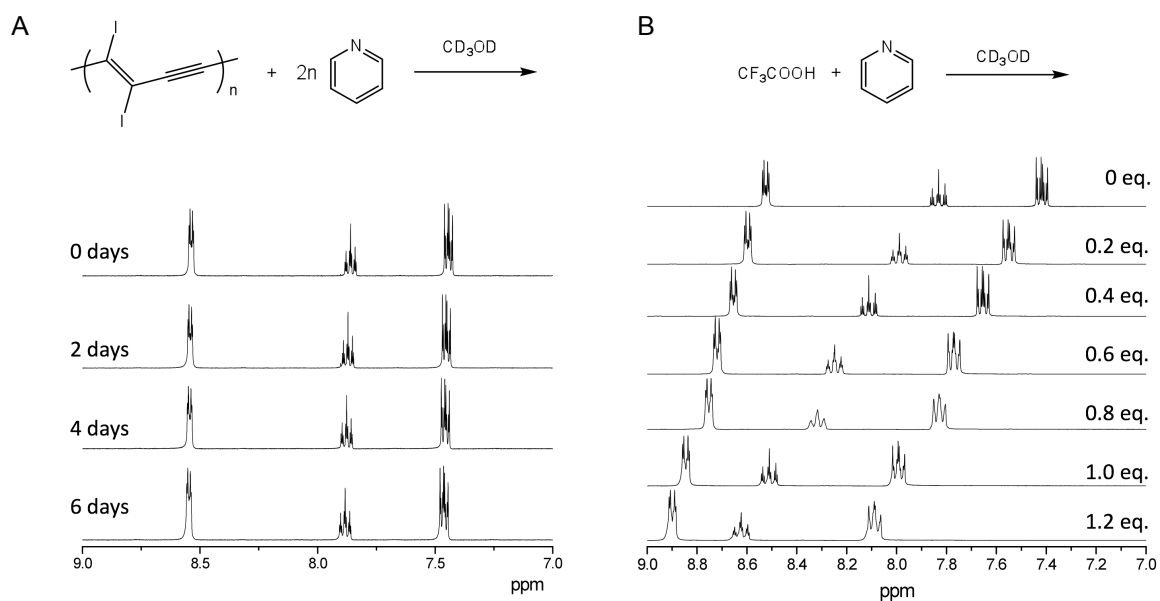 A
I
I
n
+ 2n
N
CD3OD
0 days
2 days
4 days
6 days
9.0 8.5 8.0 7.5 7.0
ppm
B
CF3COOH +
N
CD3OD
0 eq.
0.2 eq.
0.4 eq.
0.6 eq.
0.8 eq.
1.0 eq.
1.2 eq.
9.0 8.8 8.6 8.4 8.2 8.0 7.8 7.6 7.4 7.2 7.0
ppm